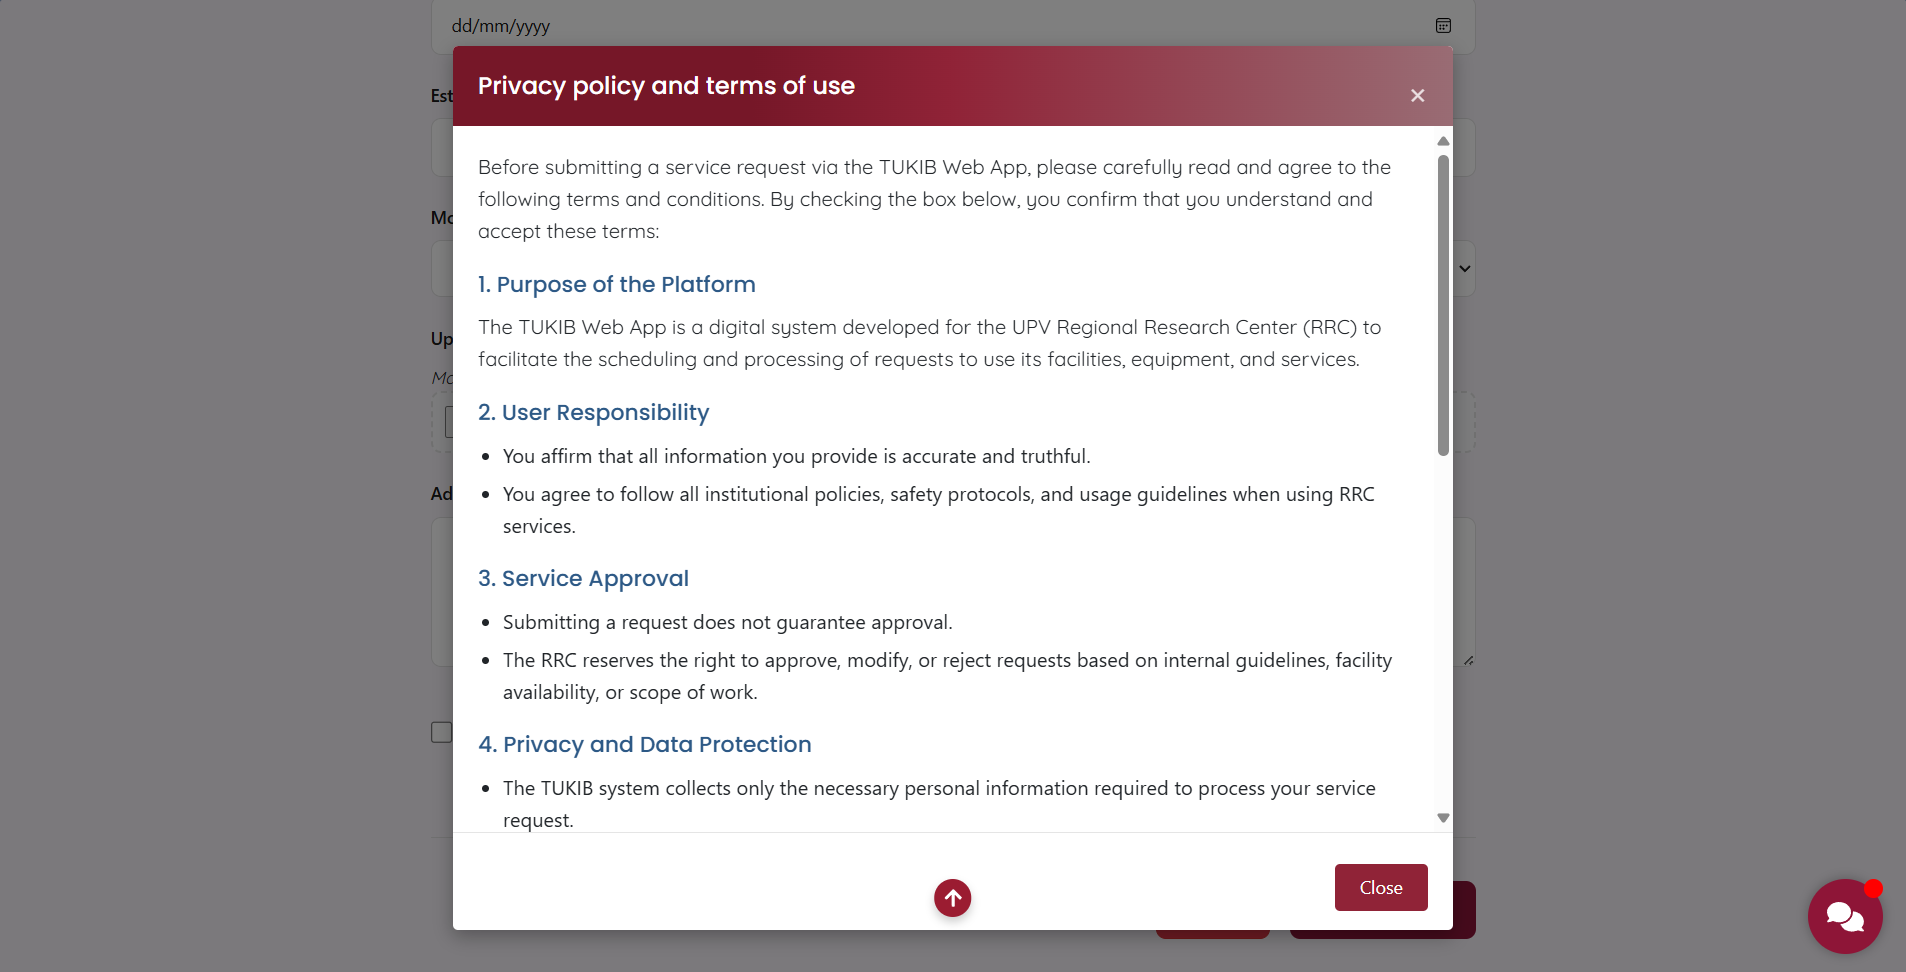 dd/mm/yyyy
Privacy policy and terms of use
Before submitting a service request via the TUKIB Web App, please carefully read and agree to the
following terms and conditions. By checking the box below, you confirm that you understand and
accept these terms:
1. Purpose of the Platform
The TUKIB Web App is a digital system developed for the UPV Regional Research Center (RRC) to
facilitate the scheduling and processing of requests to use its facilities, equipment, and services.
2. User Responsibility
• You affirm that all information you provide is accurate and truthful.
• You agree to follow all institutional policies, safety protocols, and usage guidelines when using RRC
services.
3. Service Approval
• Submitting a request does not guarantee approval.
• The RRC reserves the right to approve, modify, or reject requests based on internal guidelines, facility
availability, or scope of work.
4. Privacy and Data Protection
• The TUKIB system collects only the necessary personal information required to process your service
request.
Close